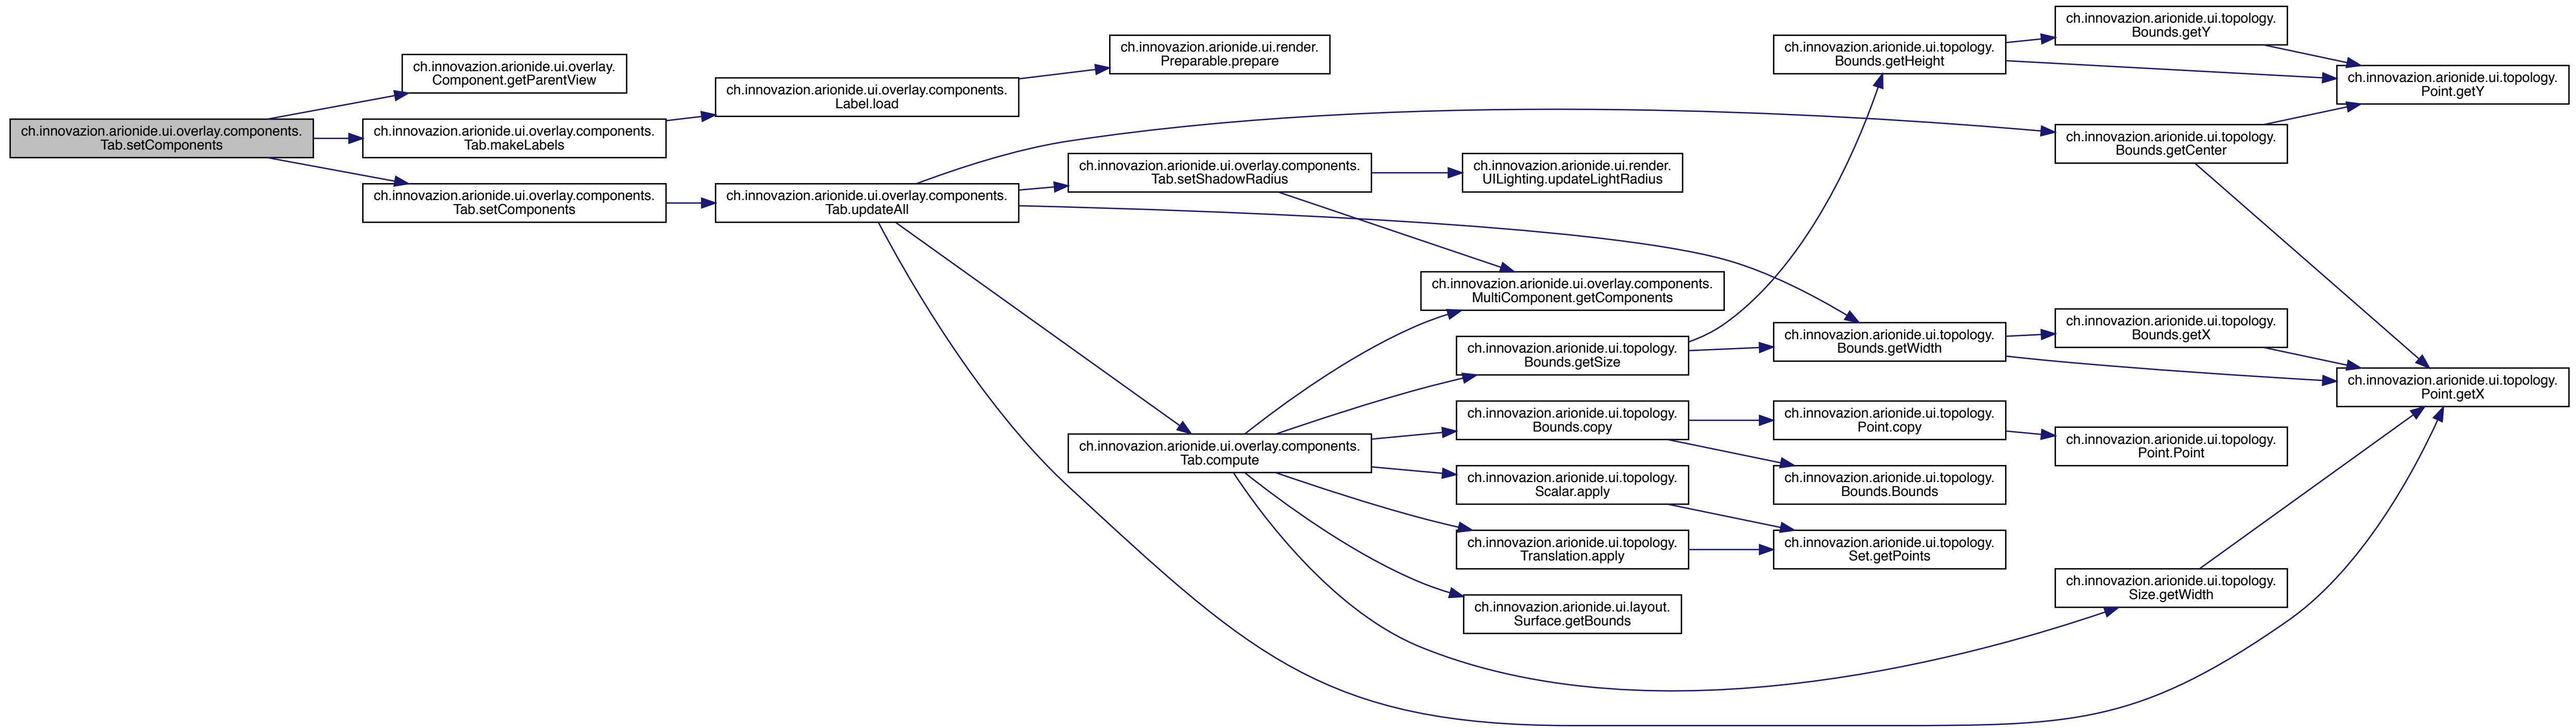 ch.innovazion.arionide.ui.overlay.components.
Tab.setComponents
ch.innovazion.arionide.ui.overlay.
Component.getParentView
ch.innovazion.arionide.ui.overlay.components.
Tab.makeLabels
ch.innovazion.arionide.ui.overlay.components.
Tab.setComponents
ch.innovazion.arionide.ui.overlay.components.
Label.load
ch.innovazion.arionide.ui.overlay.components.
Tab.updateAll
ch.innovazion.arionide.ui.render.
Preparable.prepare
ch.innovazion.arionide.ui.overlay.components.
Tab.setShadowRadius
ch.innovazion.arionide.ui.overlay.components.
Tab.compute
ch.innovazion.arionide.ui.render.
UILighting.updateLightRadius
ch.innovazion.arionide.ui.overlay.components.
MultiComponent.getComponents
ch.innovazion.arionide.ui.topology.
Bounds.getSize
ch.innovazion.arionide.ui.topology.
Bounds.copy
ch.innovazion.arionide.ui.topology.
Scalar.apply
ch.innovazion.arionide.ui.topology.
Translation.apply
ch.innovazion.arionide.ui.layout.
Surface.getBounds
ch.innovazion.arionide.ui.topology.
Bounds.getHeight
ch.innovazion.arionide.ui.topology.
Bounds.getWidth
ch.innovazion.arionide.ui.topology.
Point.copy
ch.innovazion.arionide.ui.topology.
Bounds.Bounds
ch.innovazion.arionide.ui.topology.
Set.getPoints
ch.innovazion.arionide.ui.topology.
Bounds.getY
ch.innovazion.arionide.ui.topology.
Bounds.getCenter
ch.innovazion.arionide.ui.topology.
Bounds.getX
ch.innovazion.arionide.ui.topology.
Point.Point
ch.innovazion.arionide.ui.topology.
Size.getWidth
ch.innovazion.arionide.ui.topology.
Point.getY
ch.innovazion.arionide.ui.topology.
Point.getX